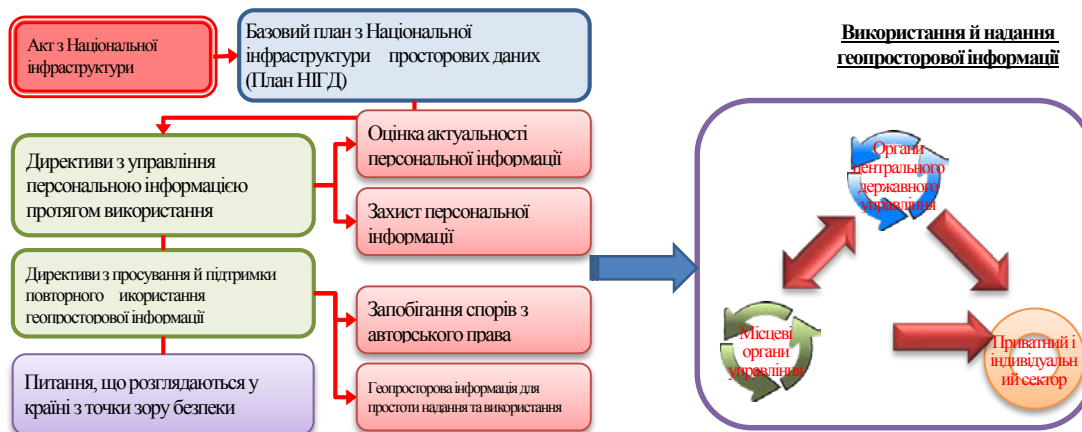 Акт з Національної
інфраструктури
Базовий план з Національної
інфраструктури просторових даних
(План НІГД)
Використання й надання
геопросторової інформації
Директиви з управління
персональною інформацією
протягом використання
Оцінка актуальності
персональної інформації
Захист персональної
інформації
Директиви з просування й підтримки
повторного икористання
геопросторової інформації
Запобігання спорів з
авторського права
Питання, що розглядаються у
країні з точки зору безпеки
Геопросторова інформація для
простоти надання та використання
Органи
центрального
державного
управління
Місцеві
органи
управління
Приватний і
індивідуальн
ий сектор